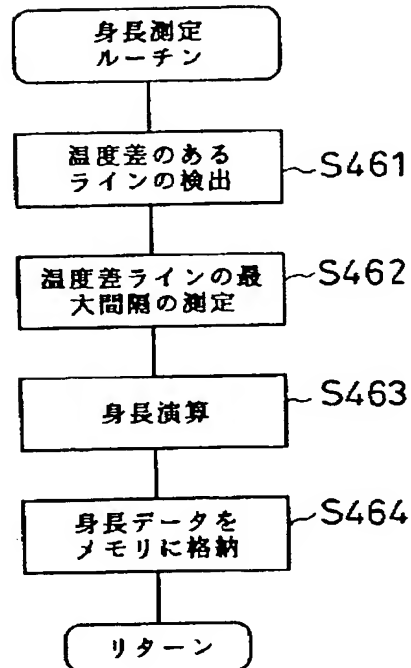 身長測定
ルーチン
温度差のある
ラインの検出
S461
温度差ラインの最
大間隔の測定
S462
身長演算
S463
身長データを
メモリに格納
S464
リターン